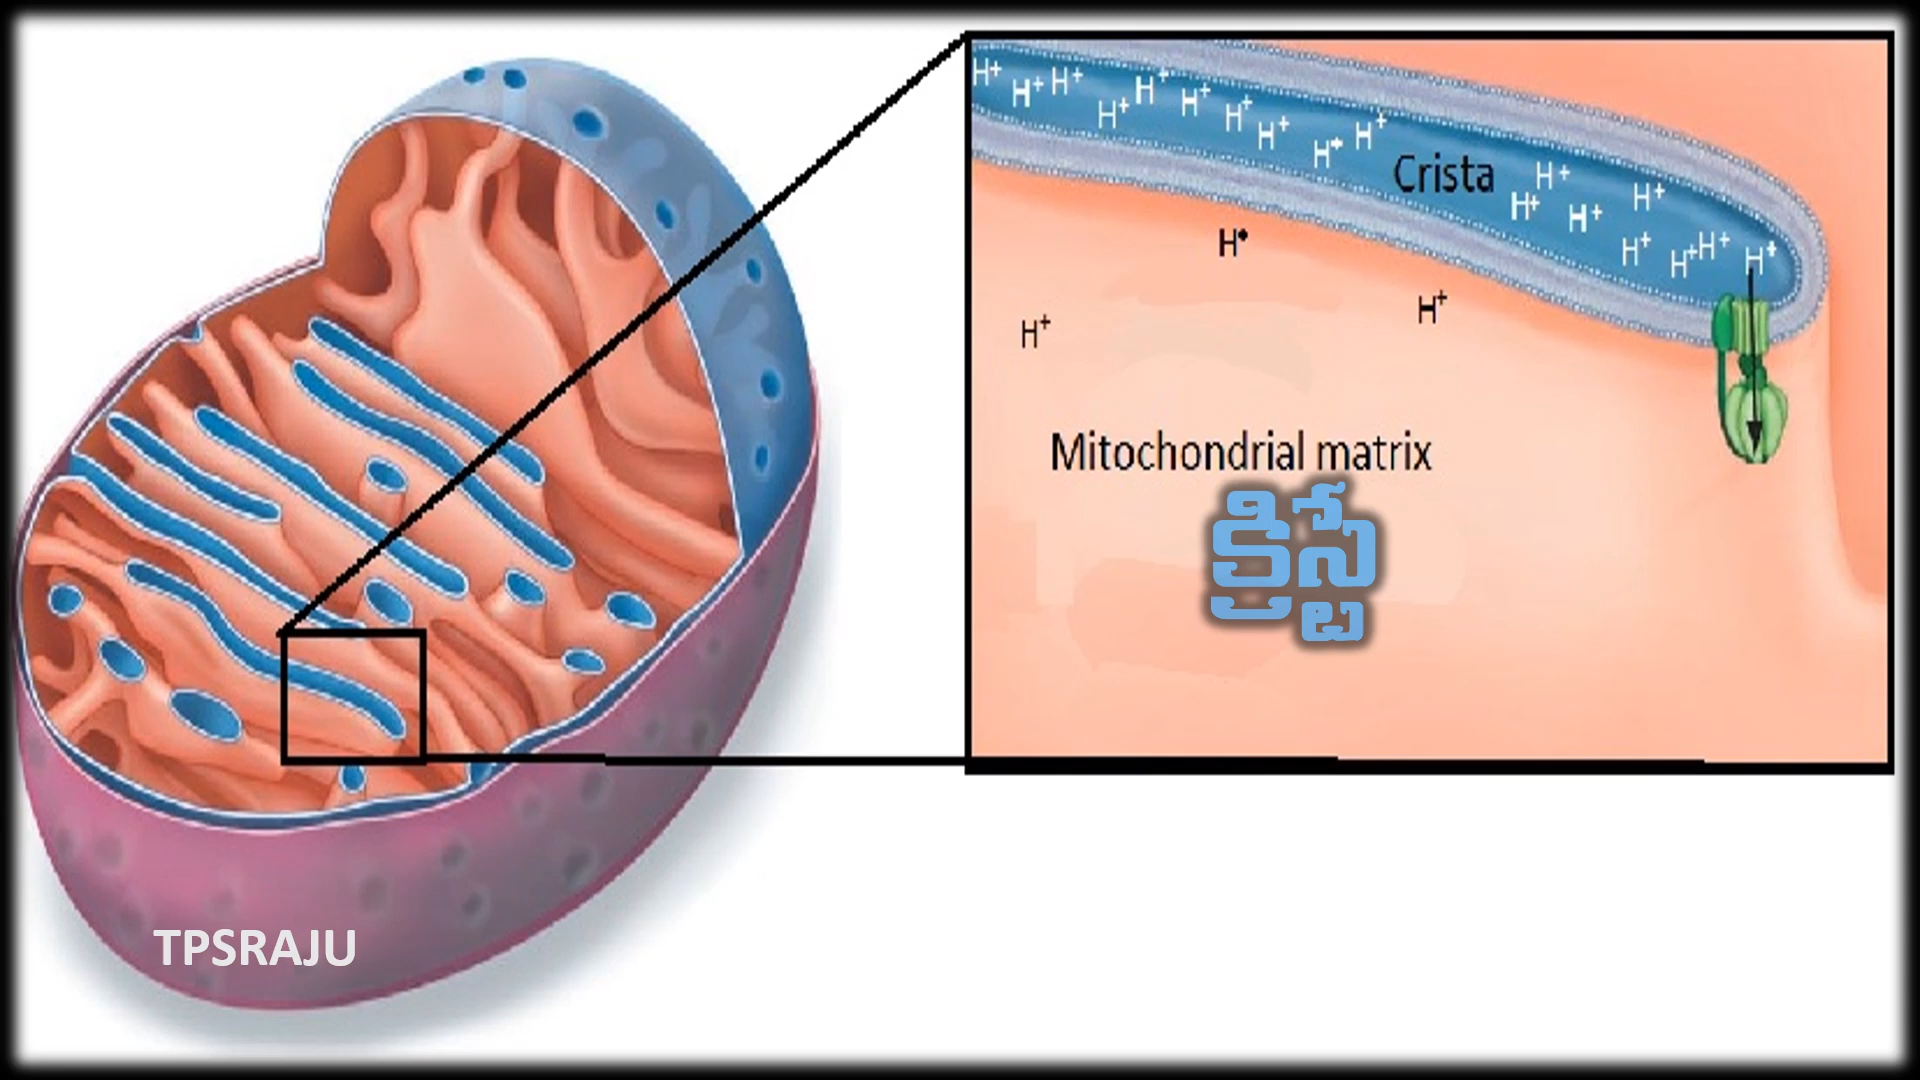 H⁺ H⁺ H⁺ H⁺ H⁺ H⁺ H⁺ H⁺ H⁺ H⁺
Crista
H⁺ H⁺ H⁺ H⁺ H⁺ H⁺ H⁺ H⁺
H⁺
H⁺
H⁺
Mitochondrial matrix
క్రిస్టే
TPSRAJU